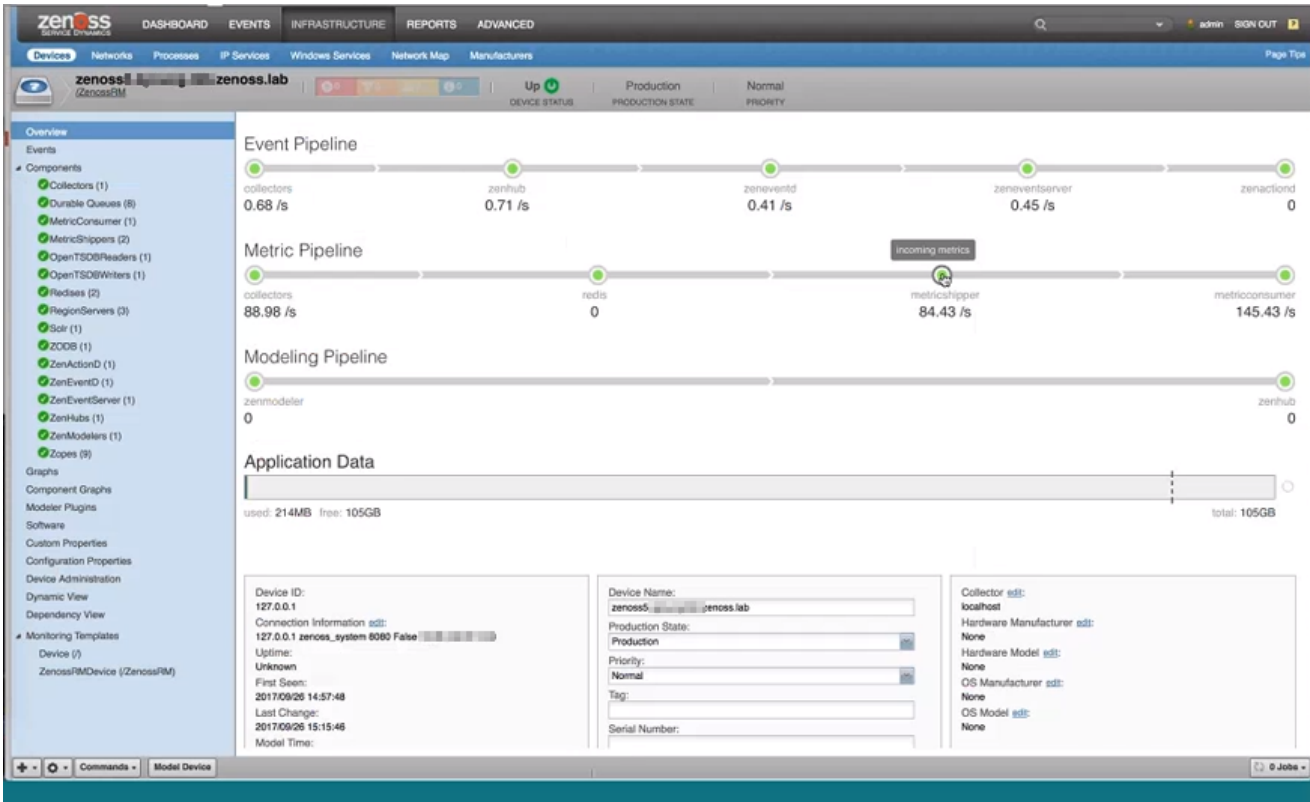 zenoss
SERVICE DYNAMICS
DASHBOARD EVENTS INFRASTRUCTURE REPORTS ADVANCED
admin SIGN OUT ?
Devices Networks Processes IP Services Windows Services Network Map Manufacturers
Page Tips
zenoss5 zenoss.lab
/ZenossRM
0 0
Up
DEVICE STATUS
Production
PRODUCTION STATE
Normal
PRIORITY
Overview
Events
Components
Collectors (1)
Durable Queues (8)
MetricConsumer (1)
MetricShippers (2)
OpenTSDBReaders (1)
OpenTSDBWriters (1)
Redises (2)
RegionServers (3)
Solr (1)
ZODB (1)
ZenActionD (1)
ZenEventD (1)
ZenEventServer (1)
ZenHubs (1)
ZenModelers (1)
Zopes (9)
Graphs
Component Graphs
Modeler Plugins
Software
Custom Properties
Configuration Properties
Device Administration
Dynamic View
Dependency View
Monitoring Templates
Device (/)
ZenossRMDevice (/ZenossRM)
Event Pipeline
collectors zenhub zeneventd zeneventserver zenactiond
0.68 /s 0.71 /s 0.41 /s 0.45 /s 0
Metric Pipeline
incoming metrics
collectors redis metricshipper metricconsumer
88.98 /s 0 84.43 /s 145.43 /s
Modeling Pipeline
zenmodeler zenhub
0 0
Application Data
used: 214MB free: 105GB total: 105GB
Device ID:
127.0.0.1
Connection Information edit:
127.0.0.1 zenoss_system 8080 False
Uptime:
Unknown
First Seen:
2017/09/26 14:57:48
Last Change:
2017/09/26 15:15:46
Model Time:
Device Name:
zenoss5 zenoss.lab
Production State:
Production
Priority:
Normal
Tag:
Serial Number:
Collector edit:
localhost
Hardware Manufacturer edit:
None
Hardware Model edit:
None
OS Manufacturer edit:
None
OS Model edit:
None
Commands
Model Device
0 Jobs